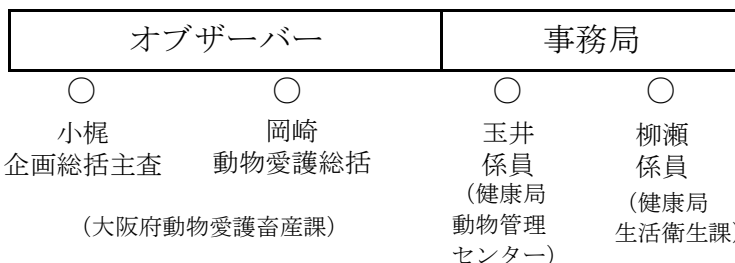 オブザーバー 事務局
○ ○ ○ ○
小梶 岡崎 玉井 柳瀬
企画総括主査 動物愛護総括 係員 係員
(大阪府動物愛護畜産課)
(健康局
動物管理
センター)
(健康局
生活衛生課)